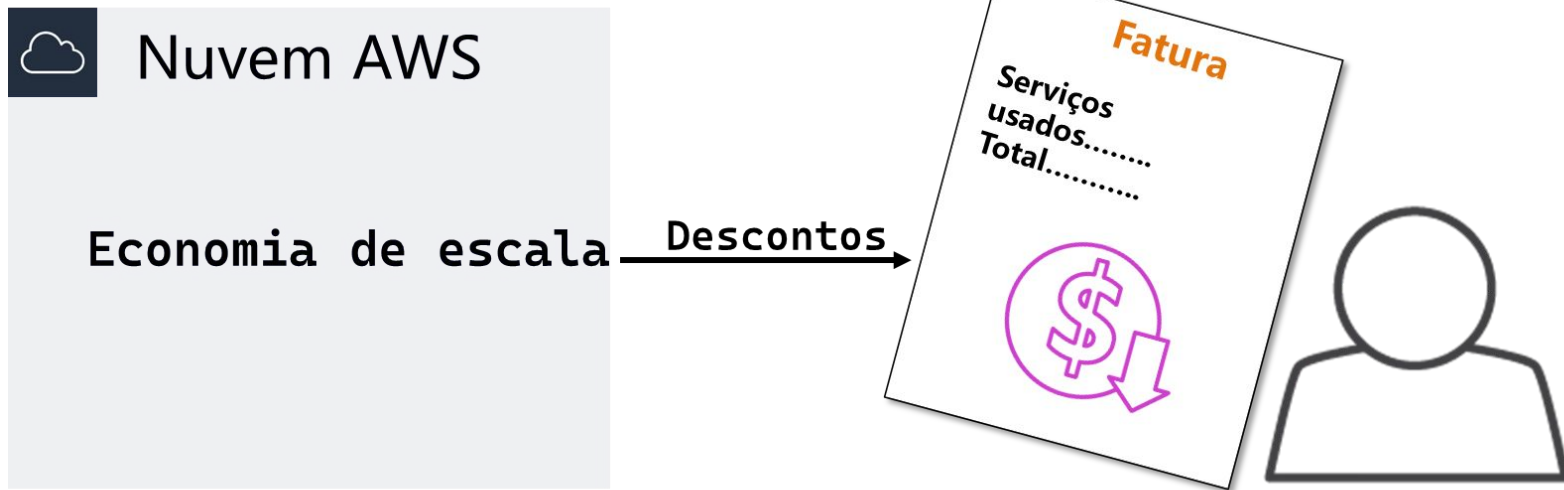 Nuvem AWS
Economia de escala
Descontos
Fatura
Serviços
usados........
Total...........
$